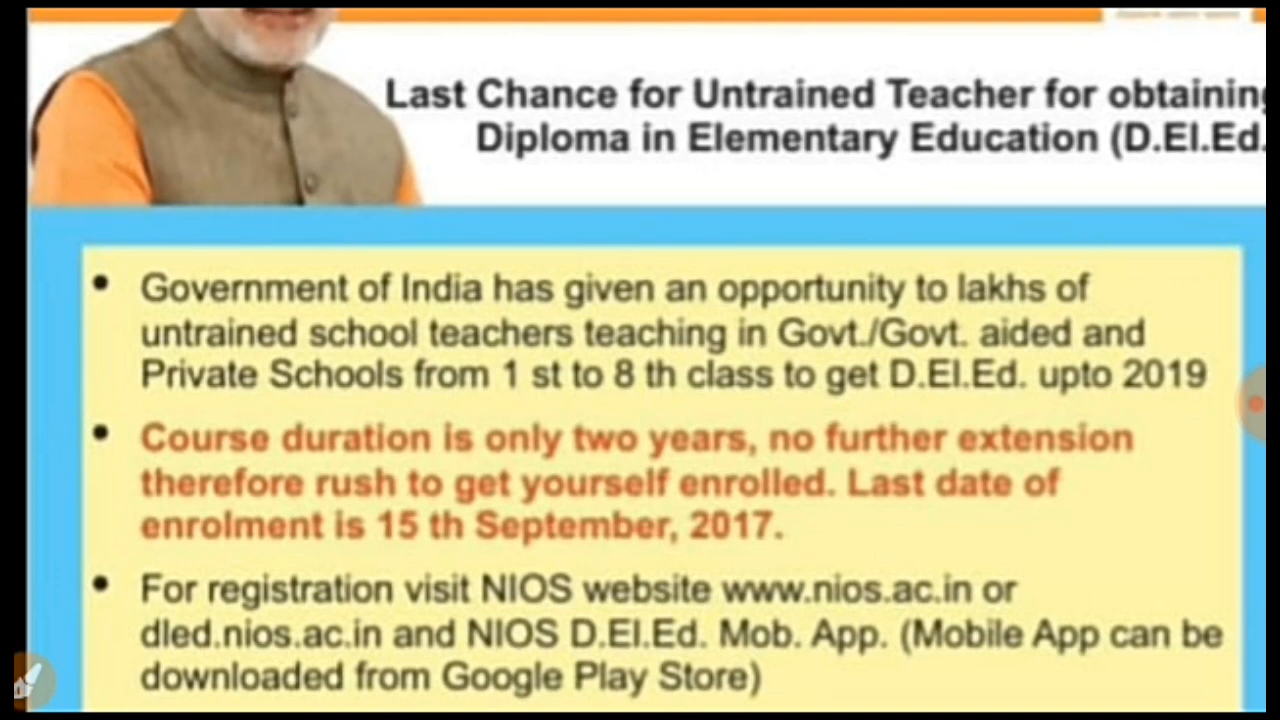 Last Chance for Untrained Teacher for obtaining
Diploma in Elementary Education (D.El.Ed.
• Government of India has given an opportunity to lakhs of
untrained school teachers teaching in Govt./Govt. aided and
Private Schools from 1 st to 8 th class to get D.El.Ed. upto 2019
• Course duration is only two years, no further extension
therefore rush to get yourself enrolled. Last date of
enrolment is 15 th September, 2017.
• For registration visit NIOS website www.nios.ac.in or
dled.nios.ac.in and NIOS D.El.Ed. Mob. App. (Mobile App can be
downloaded from Google Play Store)